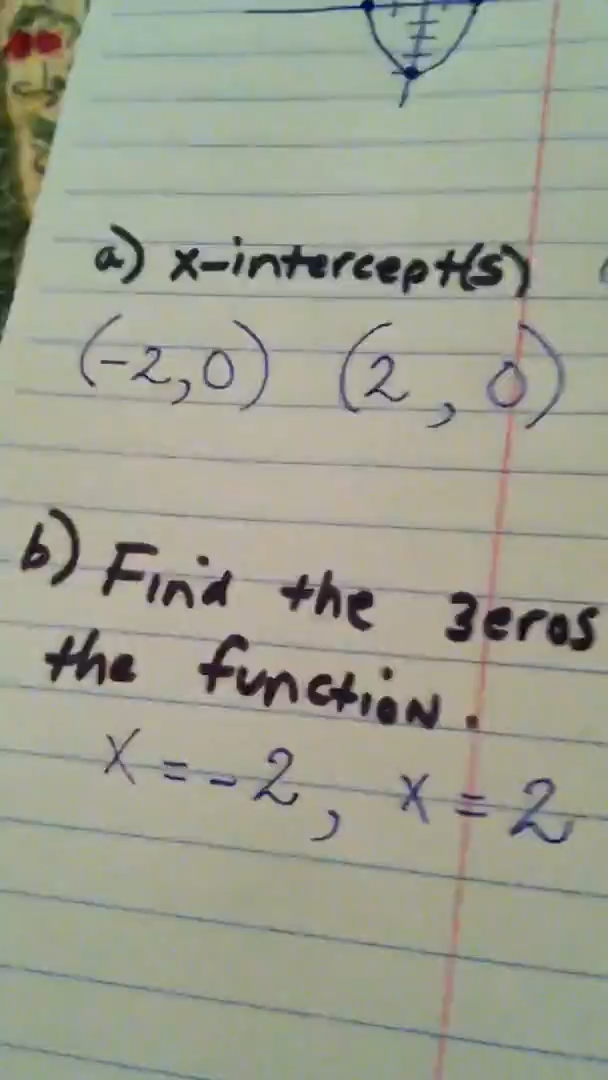 a) x-intercept(s)
(-2,0) (2,0)
b) Find the zeros
the function.
x = -2, x = 2